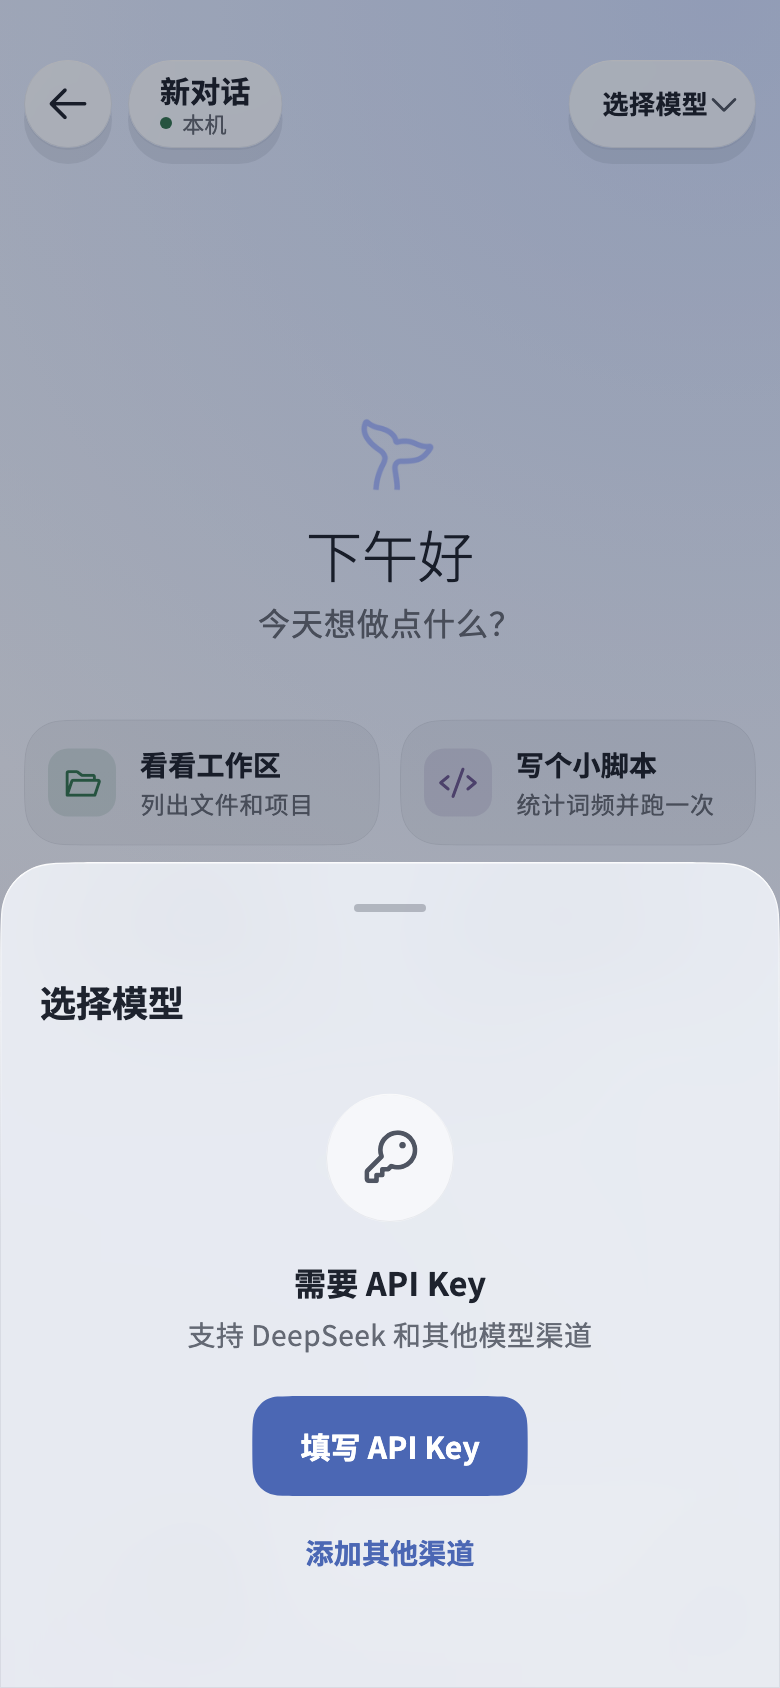 新对话
本机
选择模型
下午好
今天想做点什么？
看看工作区
列出文件和项目
写个小脚本
统计词频并跑一次
选择模型
需要 API Key
支持 DeepSeek 和其他模型渠道
填写 API Key
添加其他渠道